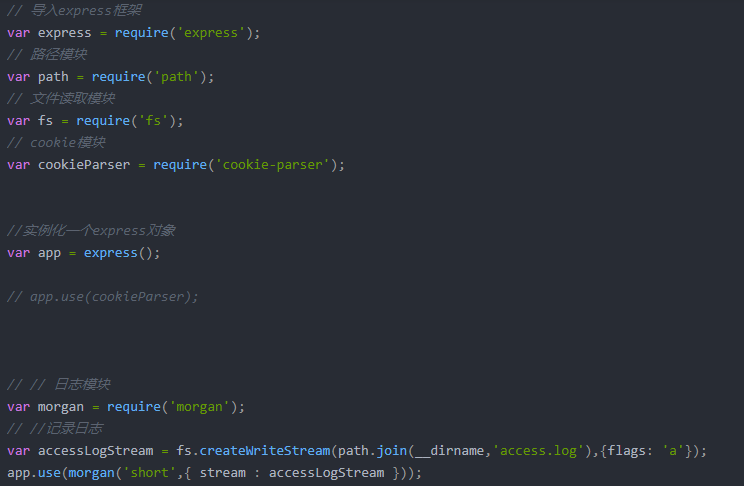 // 导入express框架
var express = require('express');
// 路径模块
var path = require('path');
// 文件读取模块
var fs = require('fs');
// cookie模块
var cookieParser = require('cookie-parser');
//实例化一个express对象
var app = express();
// app.use(cookieParser);
// // 日志模块
var morgan = require('morgan');
// //记录日志
var accessLogStream = fs.createWriteStream(path.join(__dirname,'access.log'),{flags: 'a'});
app.use(morgan('short',{ stream : accessLogStream }));